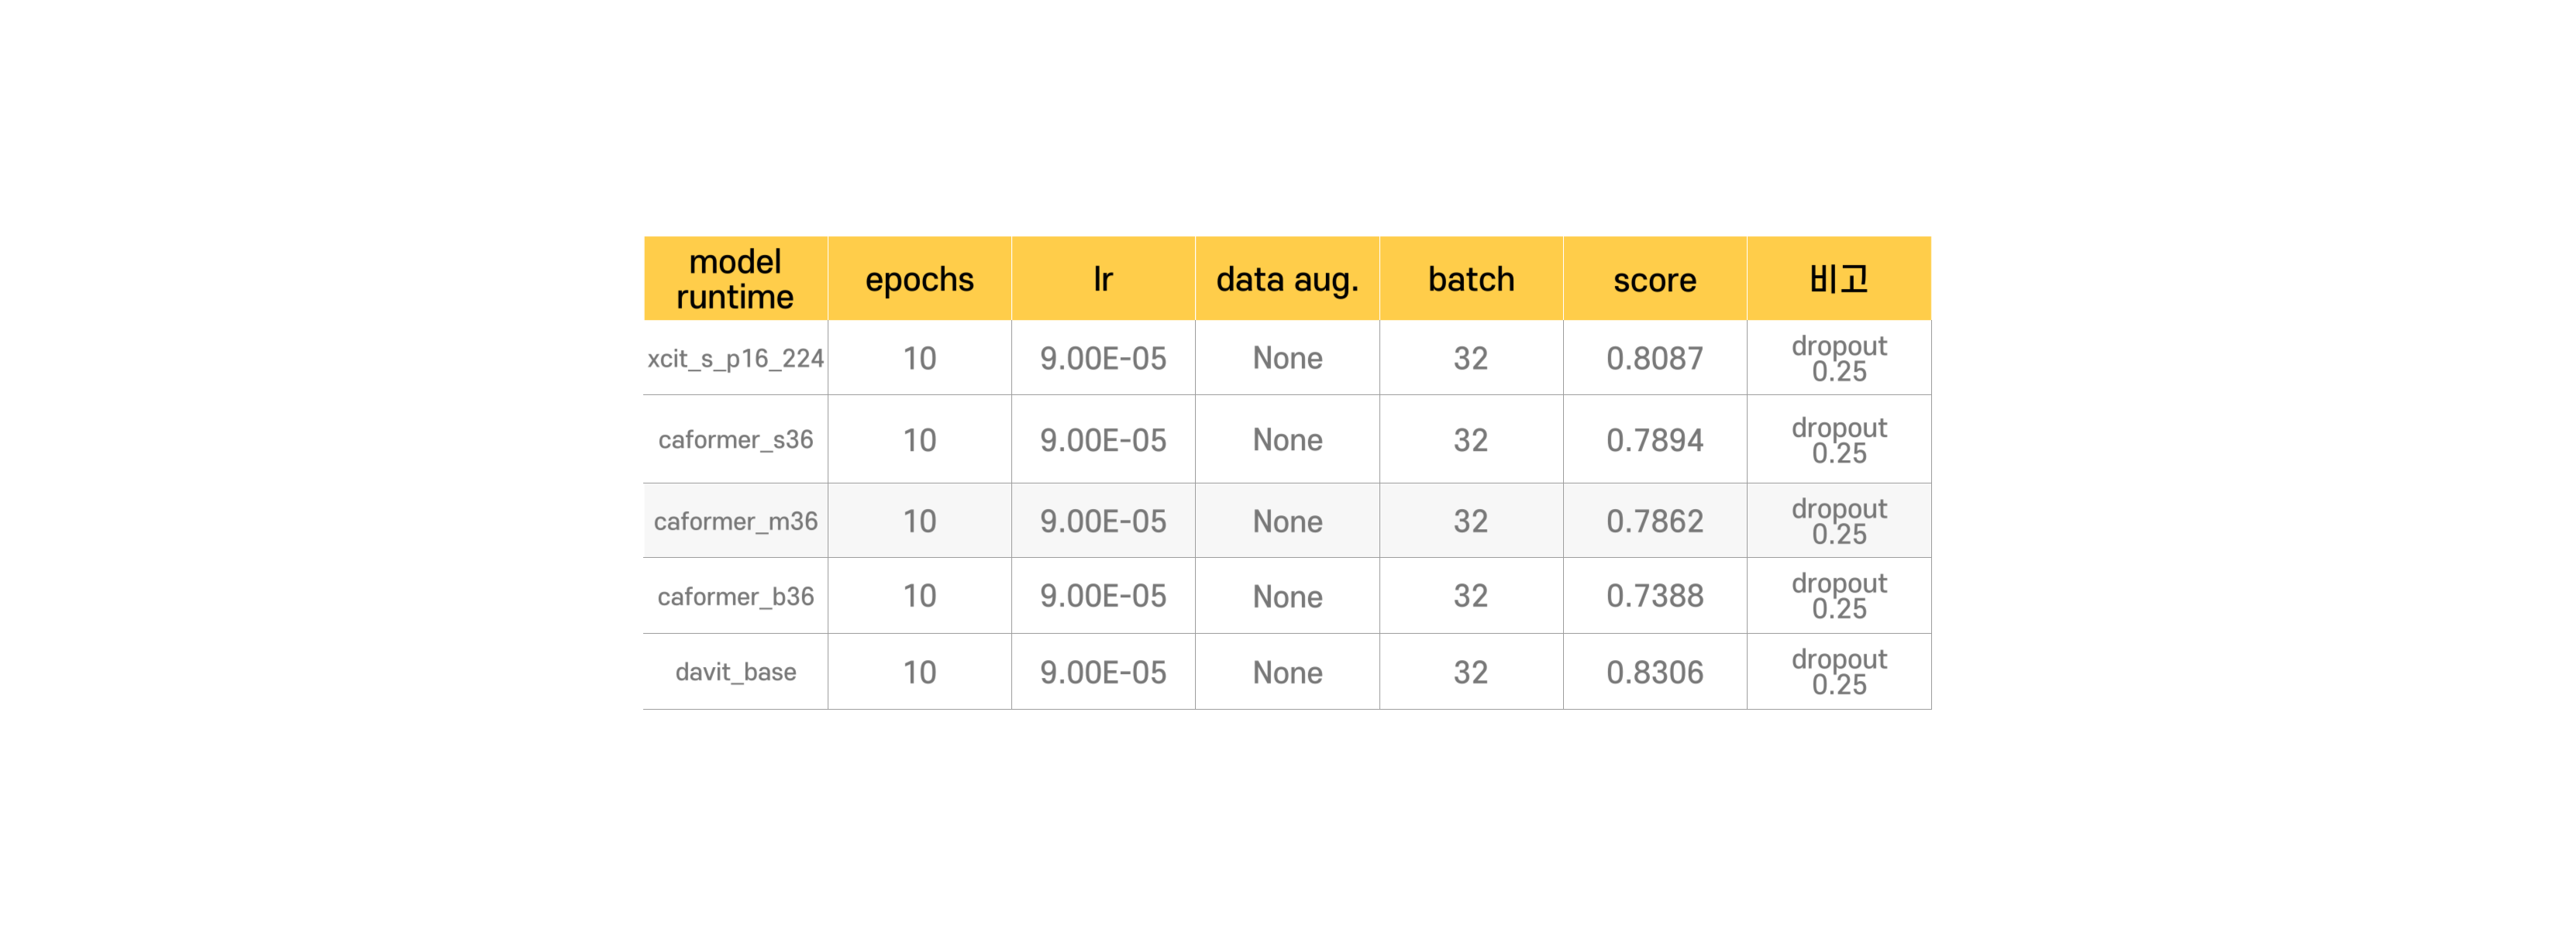 model runtime epochs lr data aug. batch score 비고
xcit_s_p16_224 10 9.00E-05 None 32 0.8087 dropout 0.25
caformer_s36 10 9.00E-05 None 32 0.7894 dropout 0.25
caformer_m36 10 9.00E-05 None 32 0.7862 dropout 0.25
caformer_b36 10 9.00E-05 None 32 0.7388 dropout 0.25
davit_base 10 9.00E-05 None 32 0.8306 dropout 0.25